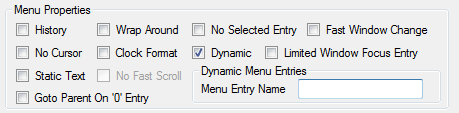 Menu Properties
History Wrap Around No Selected Entry Fast Window Change
No Cursor Clock Format Dynamic Limited Window Focus Entry
Static Text No Fast Scroll Dynamic Menu Entries
Menu Entry Name
Goto Parent On '0' Entry